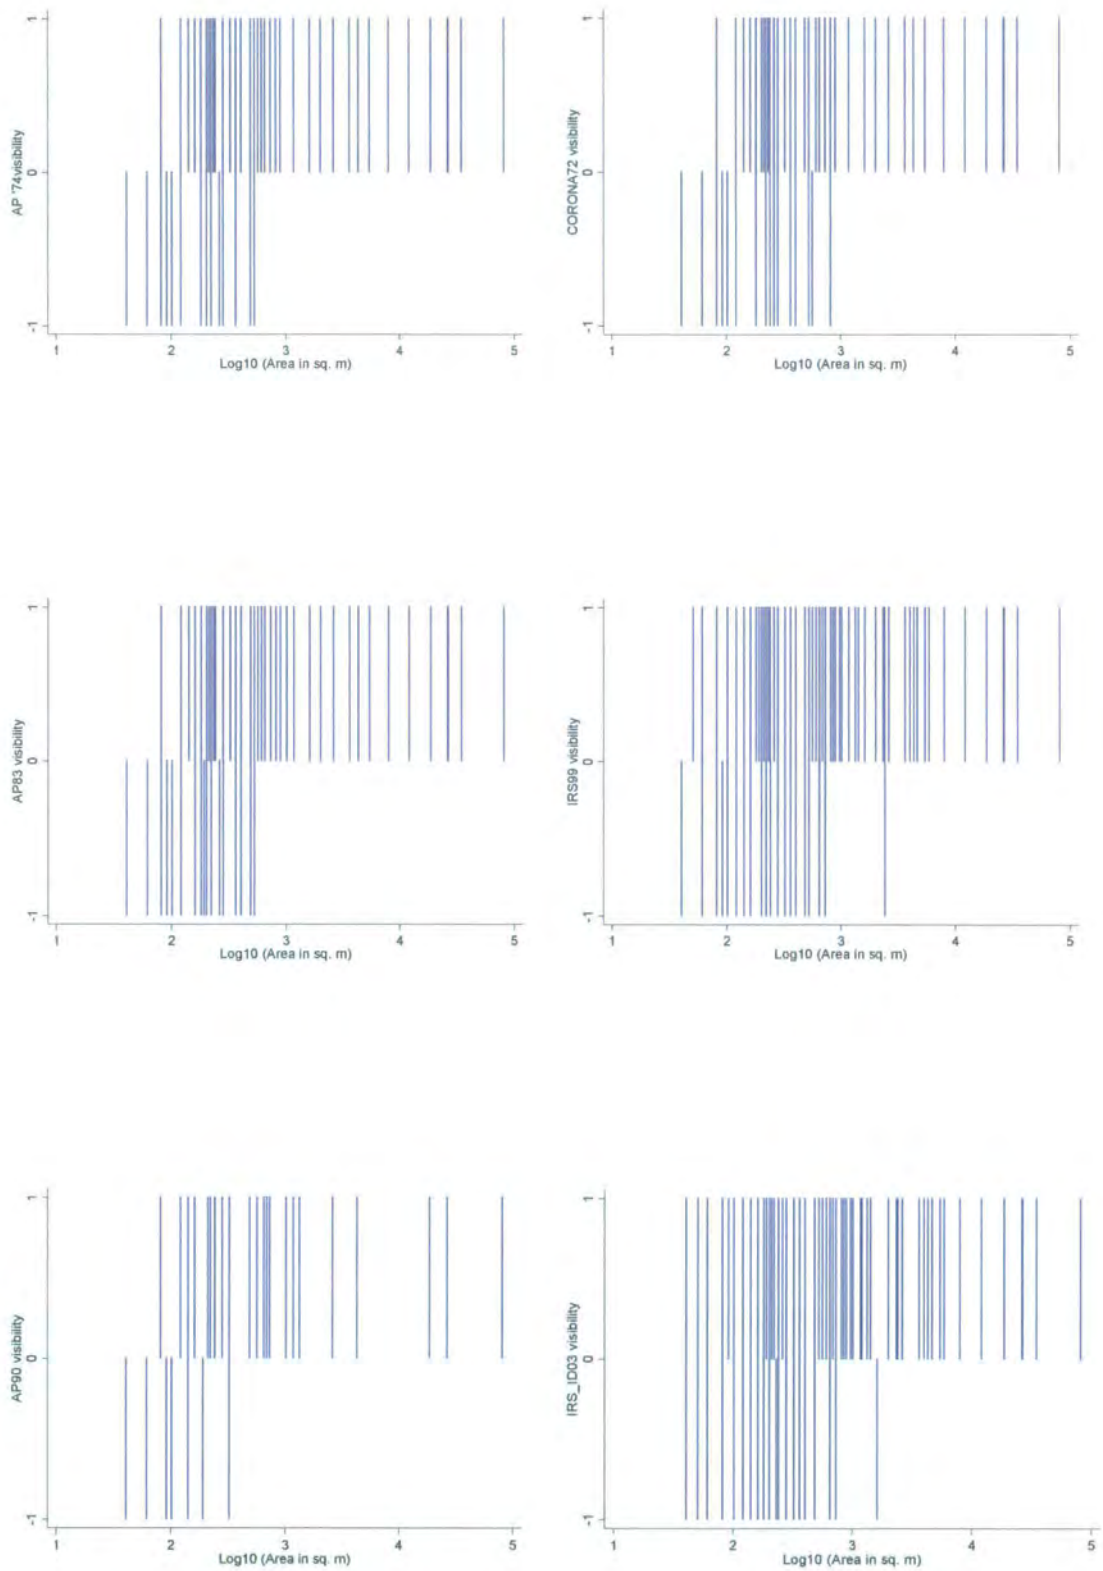 AP '74visibility
1
0
-1
1 2 3 4 5
Log10 (Area in sq. m)
CORONA72 visibility
1
0
-1
1 2 3 4 5
Log10 (Area in sq. m)
AP83 visibility
1
0
-1
1 2 3 4 5
Log10 (Area in sq. m)
IRS99 visibility
1
0
-1
1 2 3 4 5
Log10 (Area in sq. m)
AP90 visibility
1
0
-1
1 2 3 4 5
Log10 (Area in sq. m)
IRS_ID03 visibility
1
0
-1
1 2 3 4 5
Log10 (Area in sq. m)